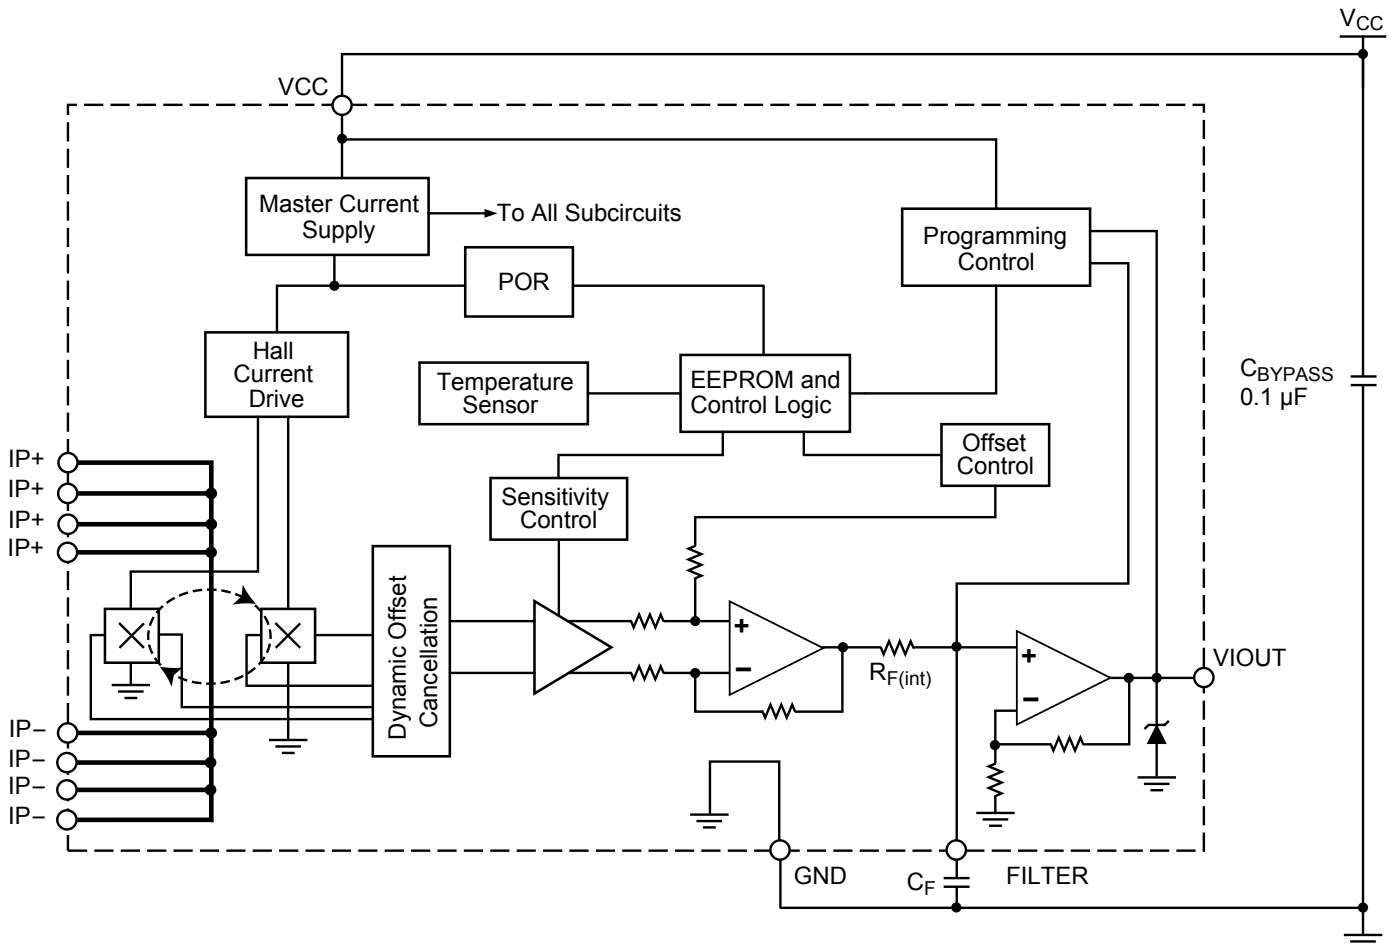 VCC
VCC
Master Current
Supply
To All Subcircuits
Programming
Control
POR
Hall
Current
Drive
Temperature
Sensor
EEPROM and
Control Logic
CBYPASS
0.1 µF
Offset
Control
IP+
IP+
IP+
IP+
Sensitivity
Control
Dynamic Offset
Cancellation
+
−
RF(int)
+
−
VIOUT
IP−
IP−
IP−
IP−
GND
CF
FILTER